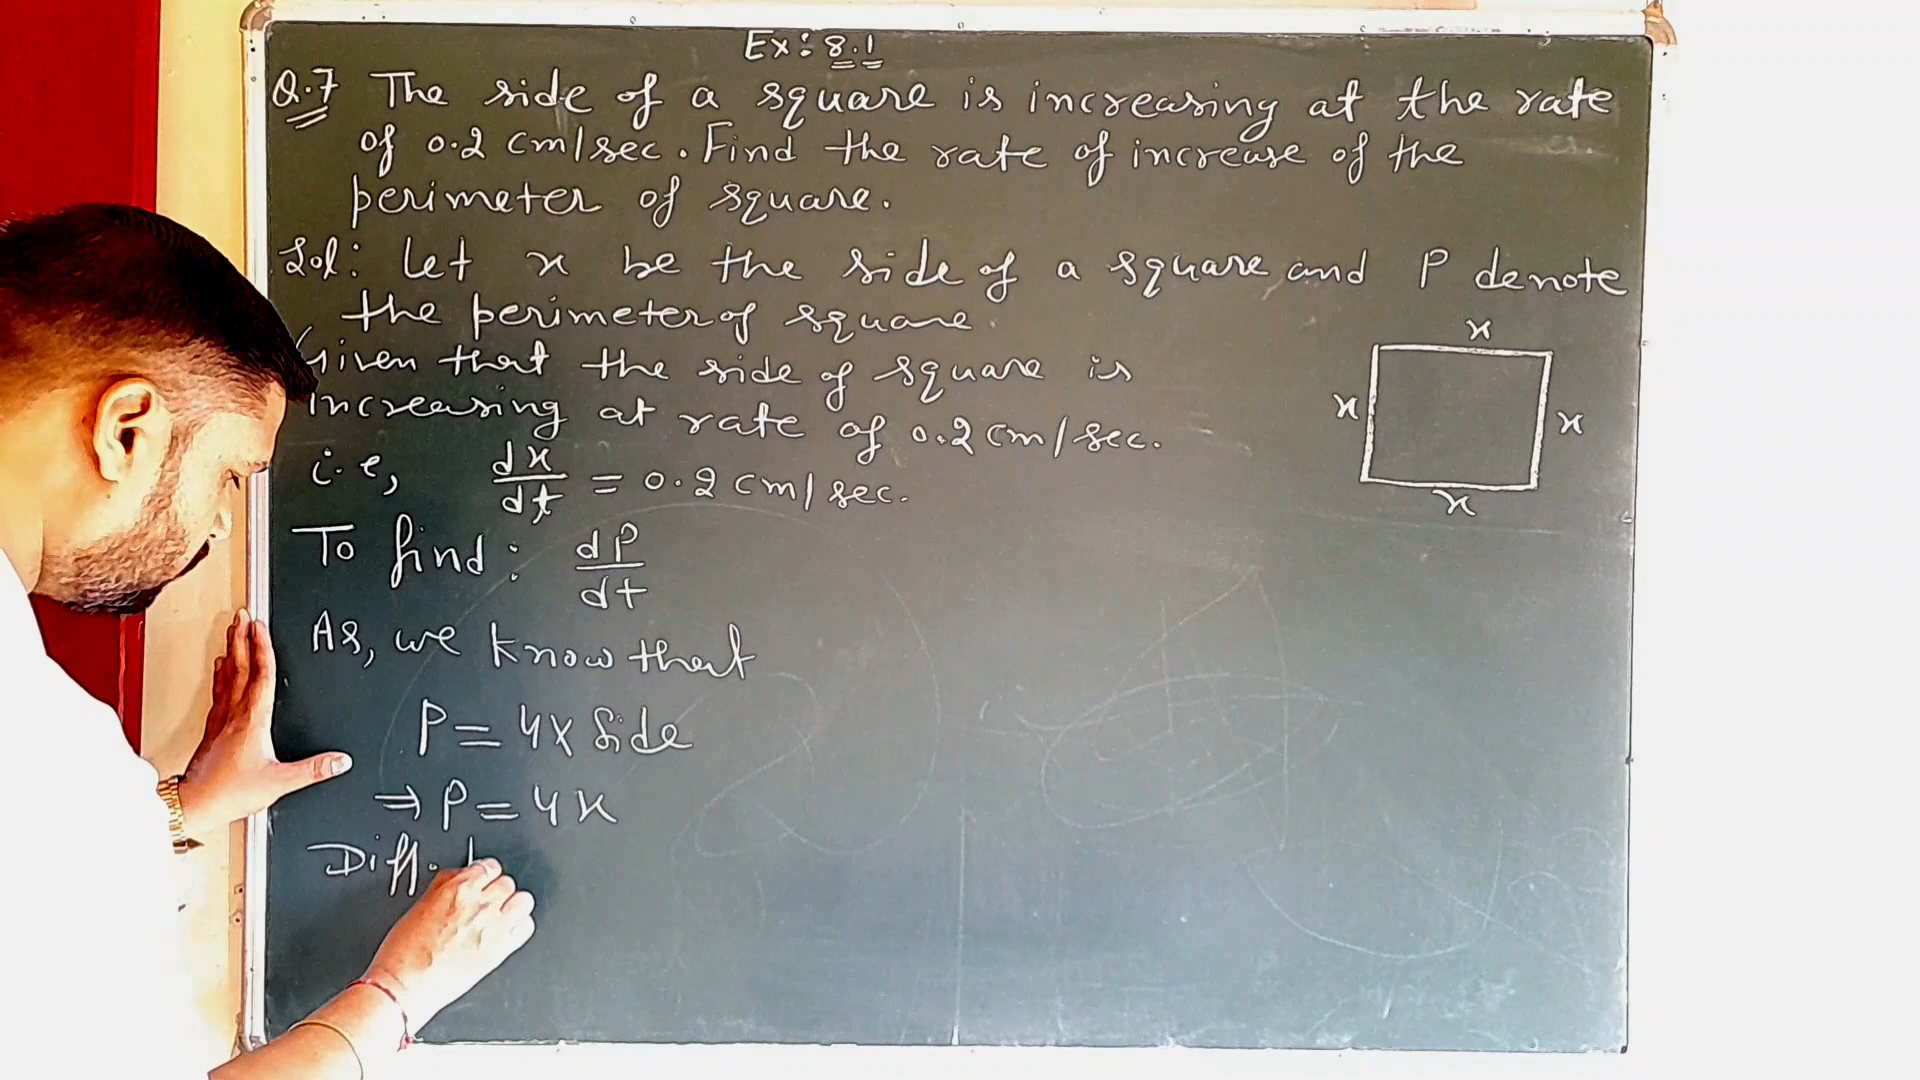 Ex: 8.1
Q.7 The side of a square is increasing at the rate
of 0.2 cm/sec. Find the rate of increase of the
perimeter of square.
Sol: Let x be the side of a square and P denote
the perimeter of square.
Given that the side of square is
increasing at rate of 0.2 cm/sec.
i.e, dx/dt = 0.2 cm/sec.
To find: dP/dt
As, we know that
P = 4x Side
⇒ P = 4x
Diff.
x
x
x
x